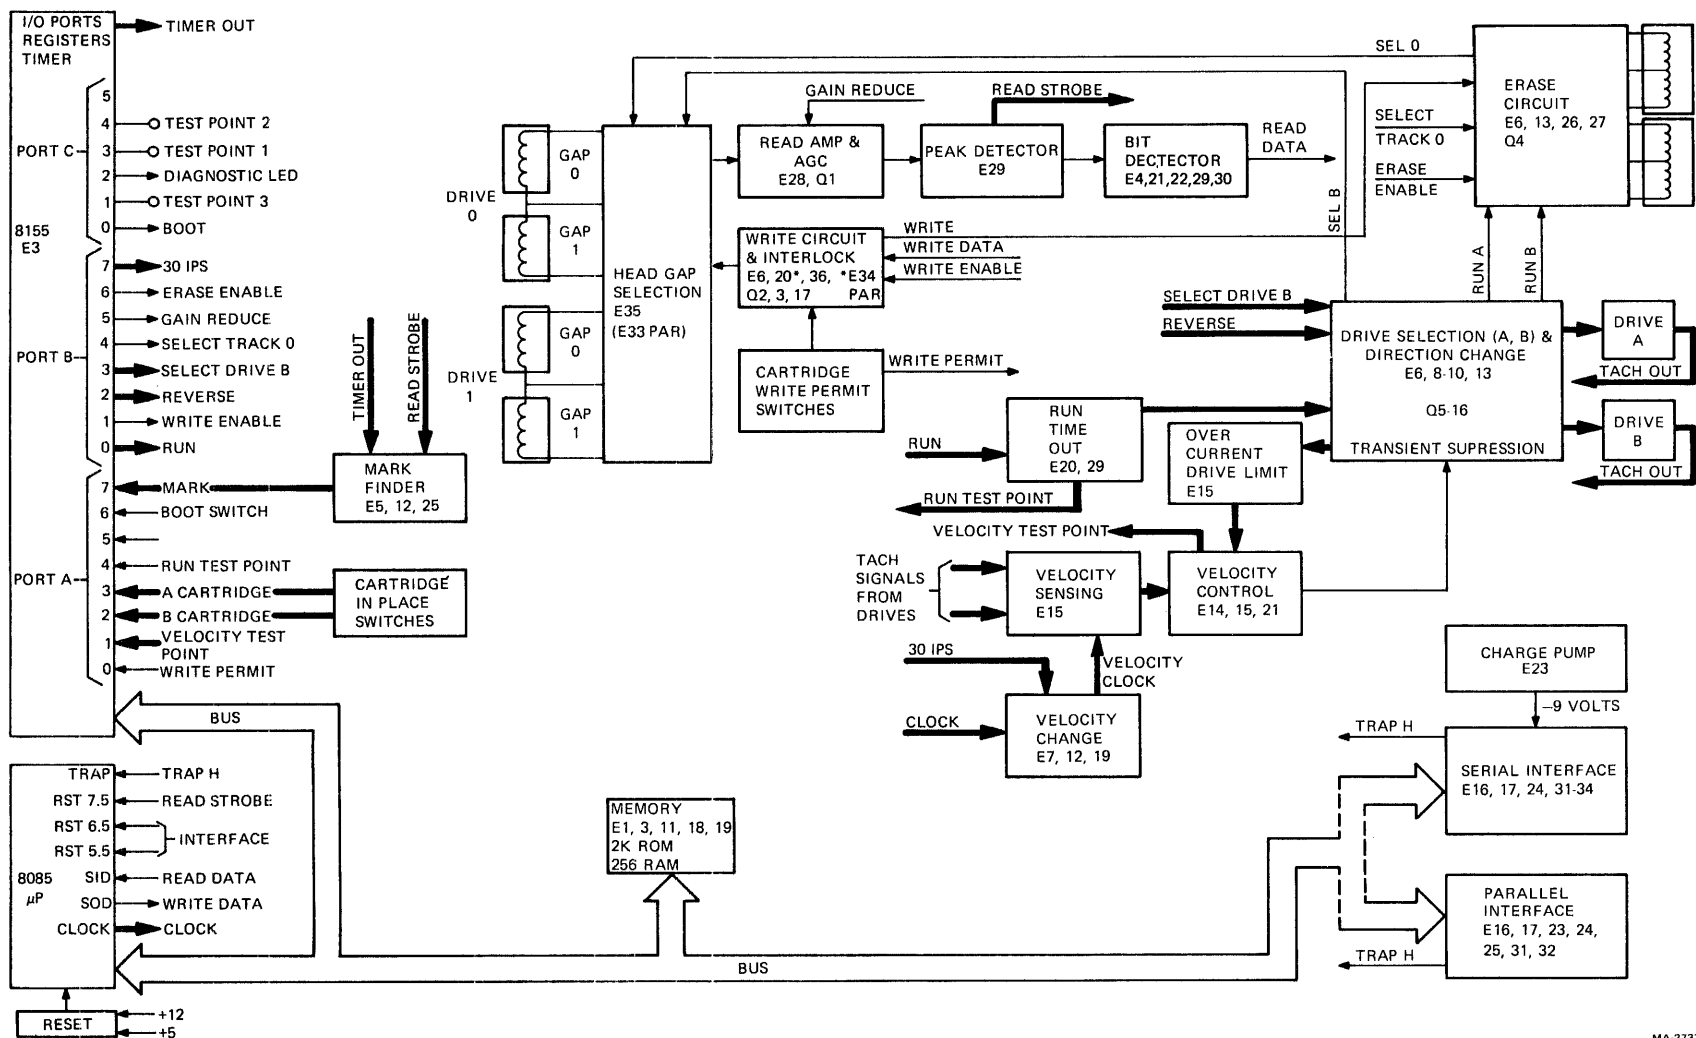 I/O PORTS
REGISTERS
TIMER
TIMER OUT
PORT C
5
4 TEST POINT 2
3 TEST POINT 1
2 DIAGNOSTIC LED
1 TEST POINT 3
0 BOOT
8155
E3
PORT B
7 30 IPS
6 ERASE ENABLE
5 GAIN REDUCE
4 SELECT TRACK 0
3 SELECT DRIVE B
2 REVERSE
1 WRITE ENABLE
0 RUN
PORT A
7 MARK
6 BOOT SWITCH
5
4 RUN TEST POINT
3 A CARTRIDGE
2 B CARTRIDGE
1 VELOCITY TEST
POINT
0 WRITE PERMIT
BUS
TIMER OUT
READ STROBE
MARK
FINDER
E5, 12, 25
CARTRIDGE
IN PLACE
SWITCHES
TRAP TRAP H
RST 7.5 READ STROBE
RST 6.5
INTERFACE
RST 5.5
8085
μP
SID READ DATA
SOD WRITE DATA
CLOCK CLOCK
RESET
+12
+5
DRIVE
0
GAP
0
GAP
1
DRIVE
1
GAP
0
GAP
1
HEAD GAP
SELECTION
E35
(E33 PAR)
GAIN REDUCE
READ AMP &
AGC
E28, Q1
READ STROBE
PEAK DETECTOR
E29
BIT
DECTECTOR
E4,21,22,29,30
READ
DATA
WRITE CIRCUIT
& INTERLOCK
E6, 20*, 36, *E34
Q2, 3, 17 PAR
WRITE
WRITE DATA
WRITE ENABLE
CARTRIDGE
WRITE PERMIT
SWITCHES
WRITE PERMIT
SEL 0
SEL B
SELECT
TRACK 0
ERASE
ENABLE
ERASE
CIRCUIT
E6, 13, 26, 27
Q4
RUN A
RUN B
SELECT DRIVE B
REVERSE
DRIVE SELECTION (A, B) &
DIRECTION CHANGE
E6, 8-10, 13
Q5-16
TRANSIENT SUPRESSION
DRIVE
A
TACH OUT
DRIVE
B
TACH OUT
RUN
RUN
TIME
OUT
E20, 29
RUN TEST POINT
OVER
CURRENT
DRIVE LIMIT
E15
VELOCITY TEST POINT
TACH
SIGNALS
FROM
DRIVES
VELOCITY
SENSING
E15
VELOCITY
CONTROL
E14, 15, 21
30 IPS
VELOCITY
CLOCK
CLOCK
VELOCITY
CHANGE
E7, 12, 19
MEMORY
E1, 3, 11, 18, 19
2K ROM
256 RAM
BUS
CHARGE PUMP
E23
–9 VOLTS
TRAP H
SERIAL INTERFACE
E16, 17, 24, 31-34
PARALLEL
INTERFACE
E16, 17, 23, 24,
25, 31, 32
TRAP H